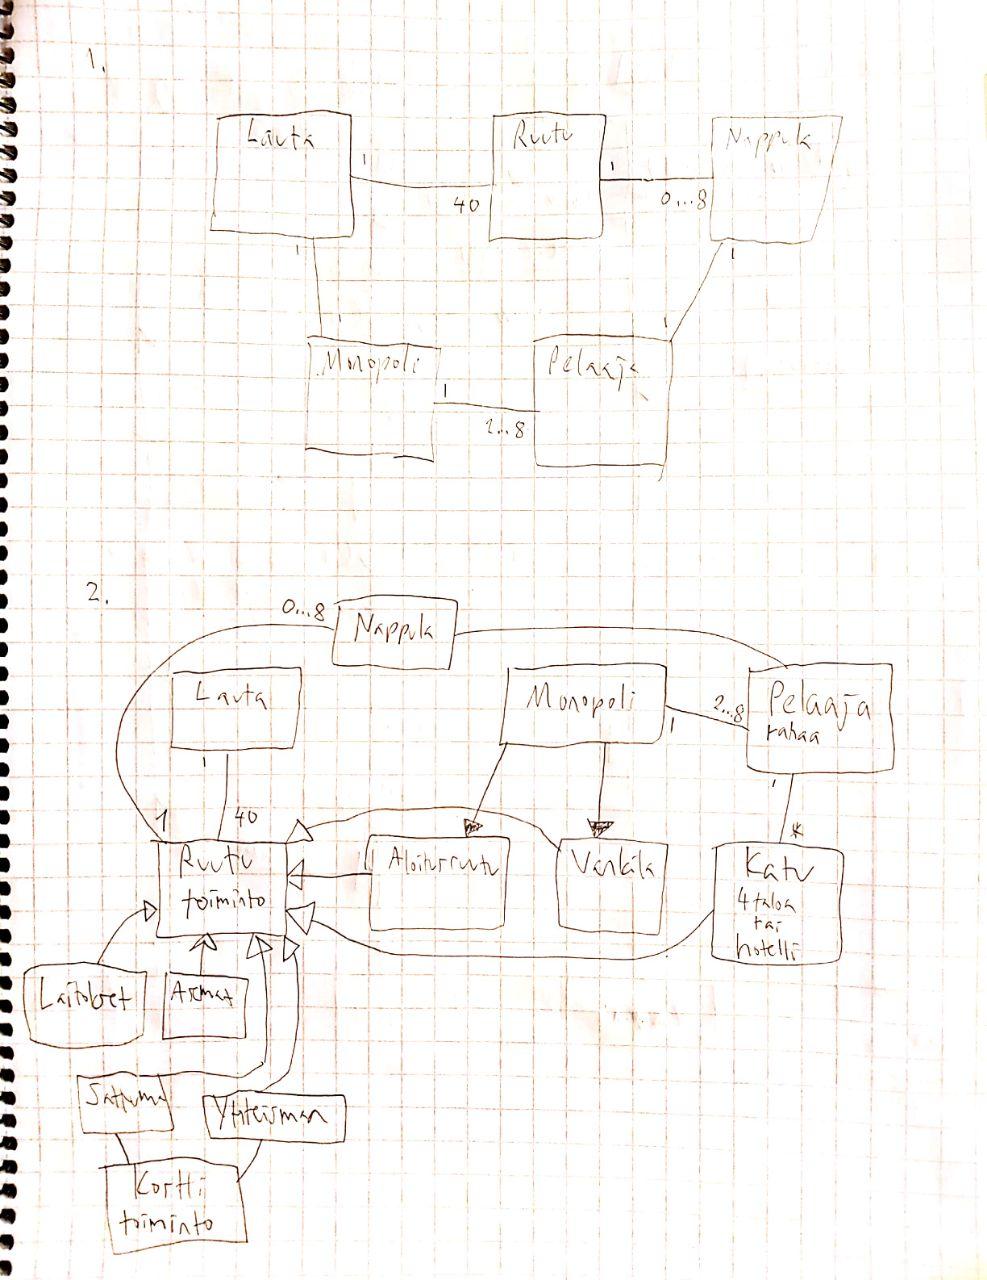 1.
Lauta
Ruutu
Nappula
1
40
1
0...8
1
1
1
1
Monopoli
Pelaaja
1
2...8
2.
0...8
Nappula
Lauta
Monopoli
Pelaaja
rahaa
2...8
1
1
1
*
1
40
Ruutu
toiminto
Aloitusruutu
Vankila
Katu
4 taloa
tai
hotelli
Laitokset
Asemat
Sattuma
Yhteismaa
Kortti
toiminto